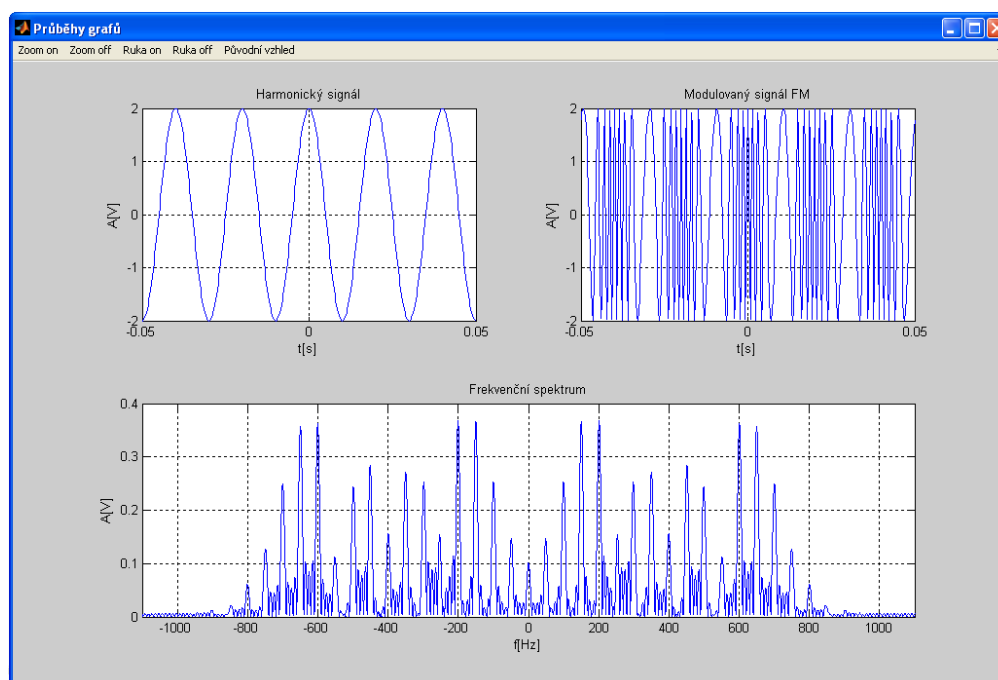 Průběhy grafů
Zoom on Zoom off Ruka on Ruka off Původní vzhled
Harmonický signál
A[V]
2
1
0
-1
-2
-0.05 0 0.05
t[s]
Modulovaný signál FM
A[V]
2
1
0
-1
-2
-0.05 0 0.05
t[s]
Frekvenční spektrum
A[V]
0.4
0.3
0.2
0.1
0
-1000 -800 -600 -400 -200 0 200 400 600 800 1000
f[Hz]